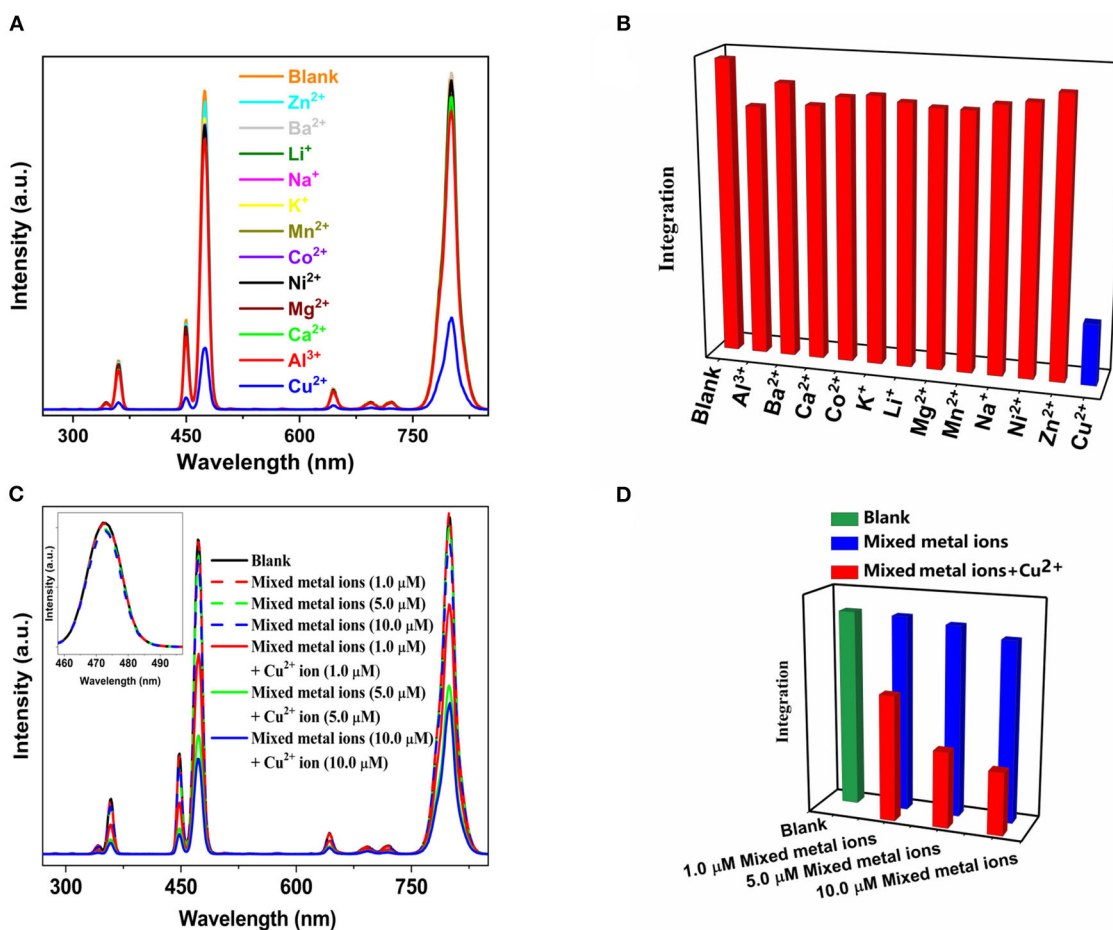 A
Intensity (a.u.)
Blank
Zn²⁺
Ba²⁺
Li⁺
Na⁺
K⁺
Mn²⁺
Co²⁺
Ni²⁺
Mg²⁺
Ca²⁺
Al³⁺
Cu²⁺
300 450 600 750
Wavelength (nm)
B
Integration
Blank
Al³⁺
Ba²⁺
Ca²⁺
Co²⁺
K⁺
Li⁺
Mg²⁺
Mn²⁺
Na⁺
Ni²⁺
Zn²⁺
Cu²⁺
C
Intensity (a.u.)
Intensity (a.u.)
460 470 480 490
Wavelength (nm)
Blank
Mixed metal ions (1.0 μM)
Mixed metal ions (5.0 μM)
Mixed metal ions (10.0 μM)
Mixed metal ions (1.0 μM)
+ Cu²⁺ ion (1.0 μM)
Mixed metal ions (5.0 μM)
+ Cu²⁺ ion (5.0 μM)
Mixed metal ions (10.0 μM)
+ Cu²⁺ ion (10.0 μM)
300 450 600 750
Wavelength (nm)
D
Blank
Mixed metal ions
Mixed metal ions+Cu²⁺
Integration
Blank
1.0 μM Mixed metal ions
5.0 μM Mixed metal ions
10.0 μM Mixed metal ions